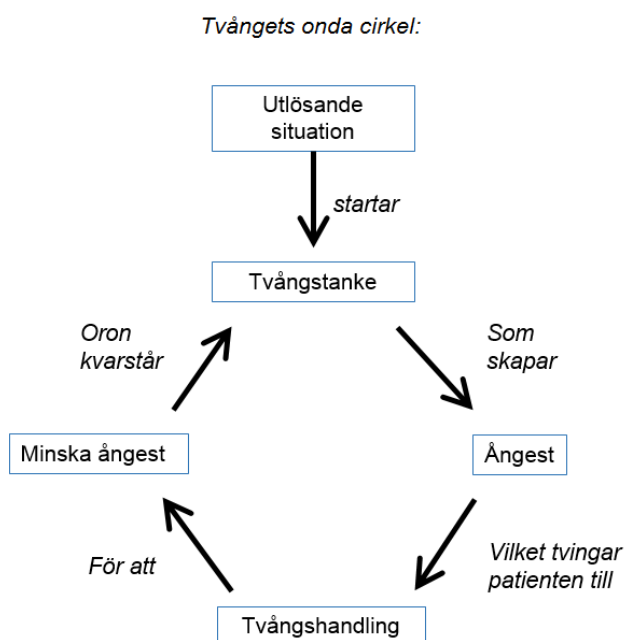 Tvångets onda cirkel:
Utlösande
situation
startar
Tvångstanke
Oron
kvarstår
Som
skapar
Minska ångest
Ångest
För att
Vilket tvingar
patienten till
Tvångshandling